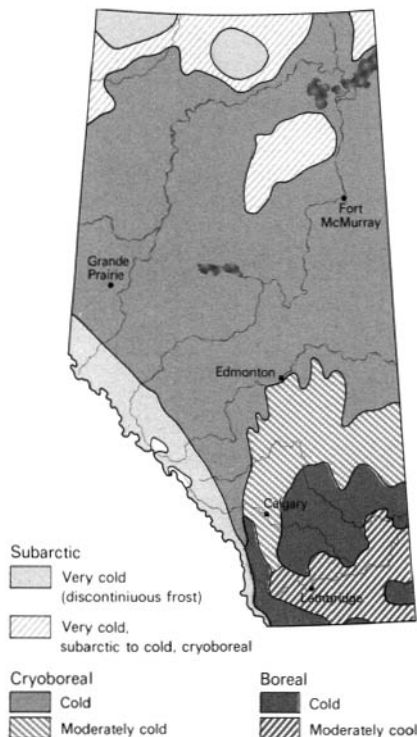 Fort
McMurray
Grande
Prairie
Edmonton
Calgary
Lethbridge
Subarctic
Very cold
(discontiniuous frost)
Very cold,
subarctic to cold, cryoboreal
Cryoboreal
Cold
Moderately cold
Boreal
Cold
Moderately cool